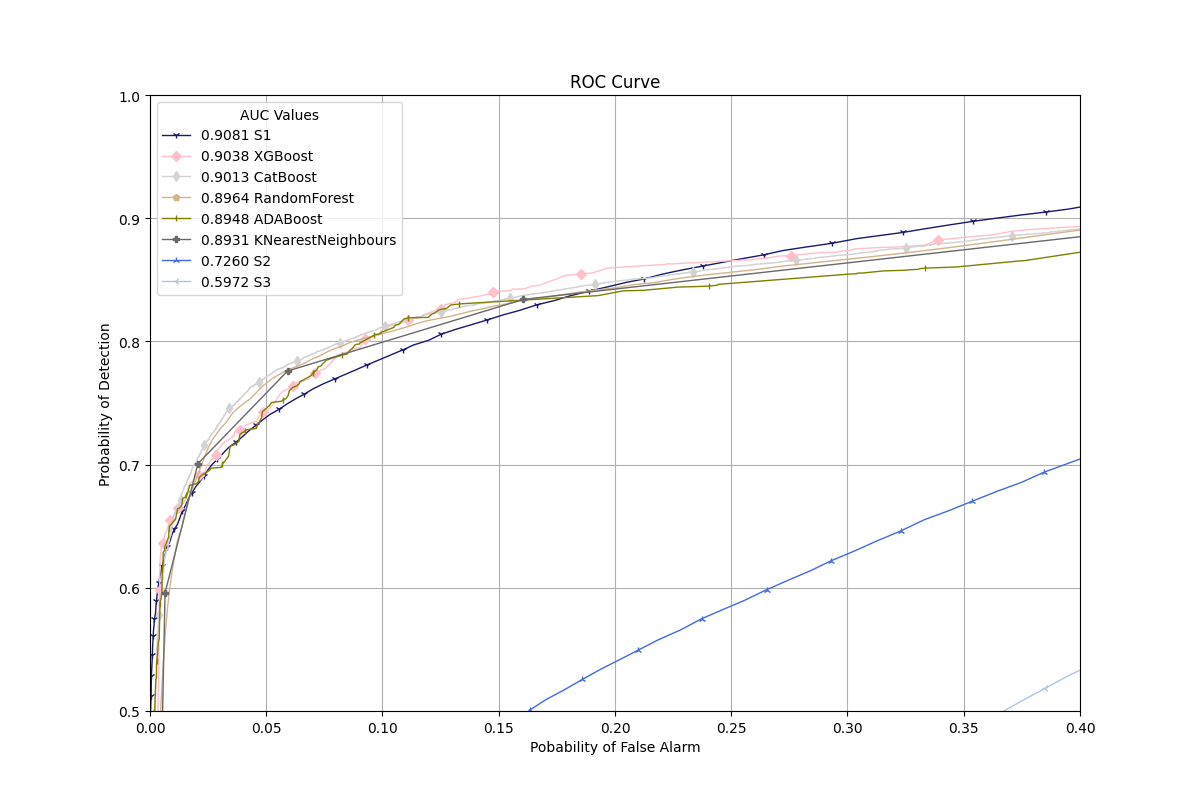 ROC Curve
1.0
0.9
0.8
0.7
0.6
0.5
Probability of Detection
AUC Values
0.9081 S1
0.9038 XGBoost
0.9013 CatBoost
0.8964 RandomForest
0.8948 ADABoost
0.8931 KNearestNeighbours
0.7260 S2
0.5972 S3
0.00 0.05 0.10 0.15 0.20 0.25 0.30 0.35 0.40
Pobability of False Alarm